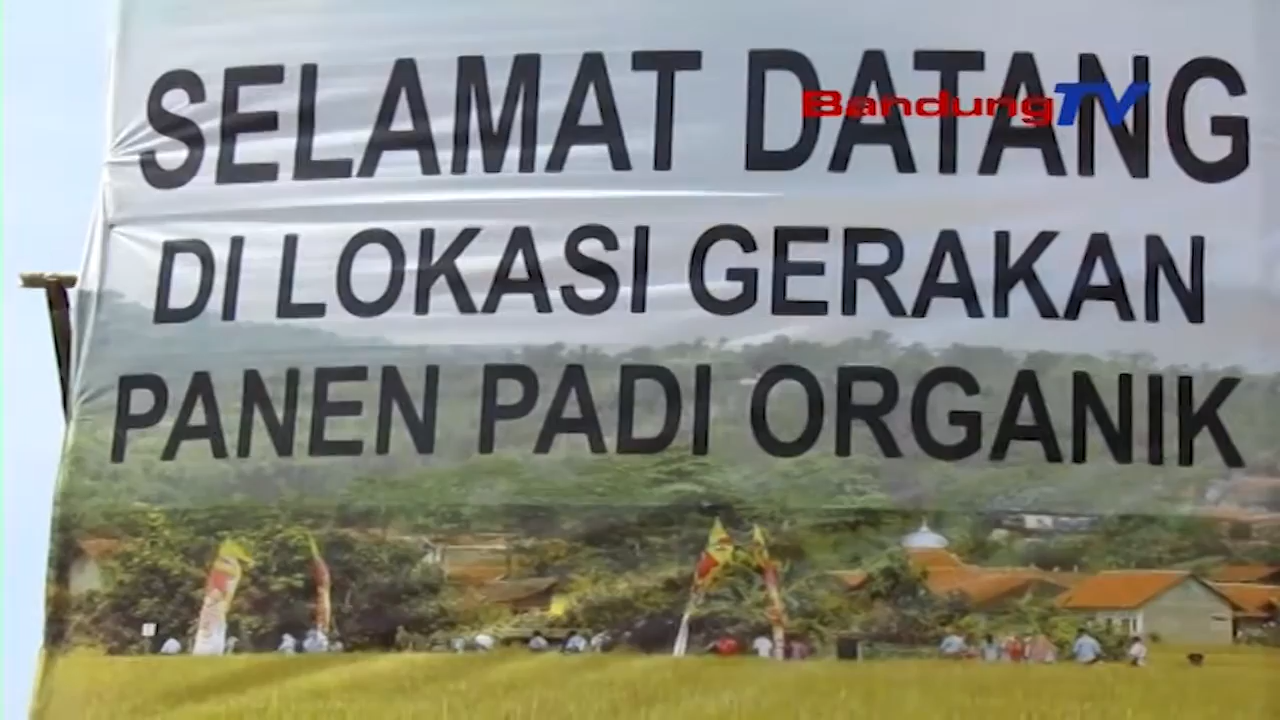 SELAMAT DATANG
BandungTV
DI LOKASI GERAKAN
PANEN PADI ORGANIK